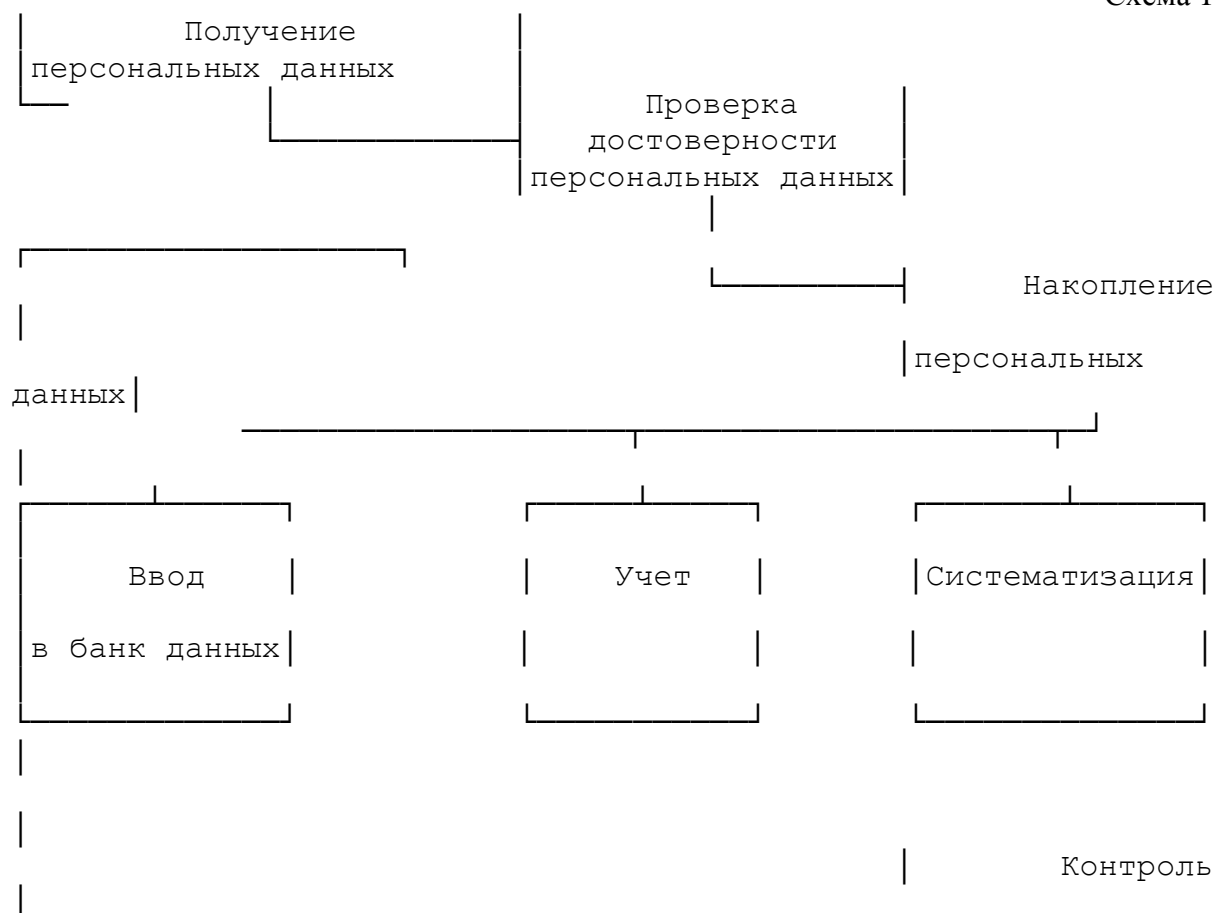 Схема 1
Получение
персональных данных
Проверка
достоверности
персональных данных
Накопление
персональных
данных
Ввод Учет Систематизация
в банк данных
Контроль